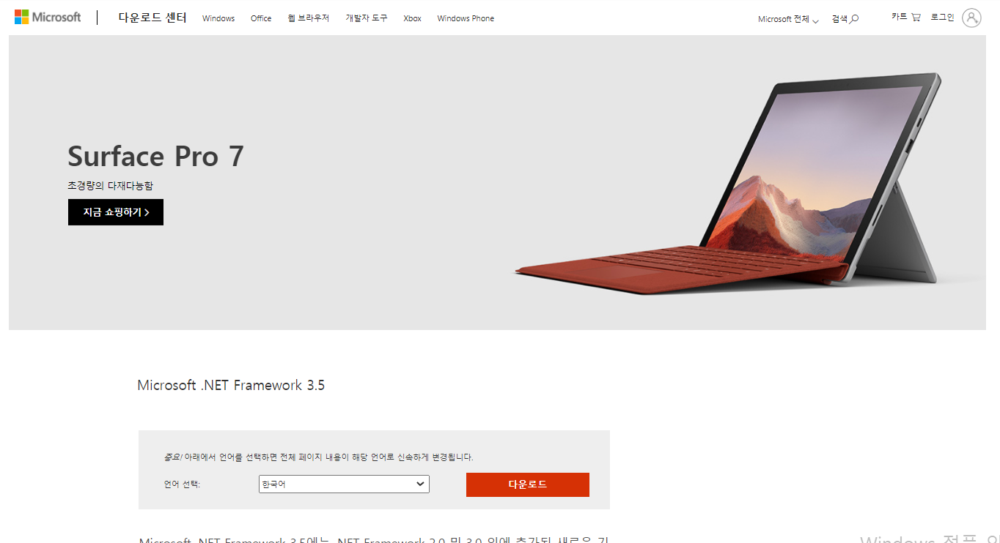 Microsoft
다운로드 센터
Windows
Office
웹 브라우저
개발자 도구
Xbox
Windows Phone
Microsoft 전체
검색
카트
로그인
Surface Pro 7
초경량의 다재다능함
지금 쇼핑하기
Microsoft .NET Framework 3.5
중요! 아래에서 언어를 선택하면 전체 페이지 내용이 해당 언어로 신속하게 변경됩니다.
언어 선택:
한국어
다운로드
Microsoft .NET Framework 3.5에는 .NET Framework 2.0 및 3.0 위에 추가된 새로운 기
Windows 정품 인